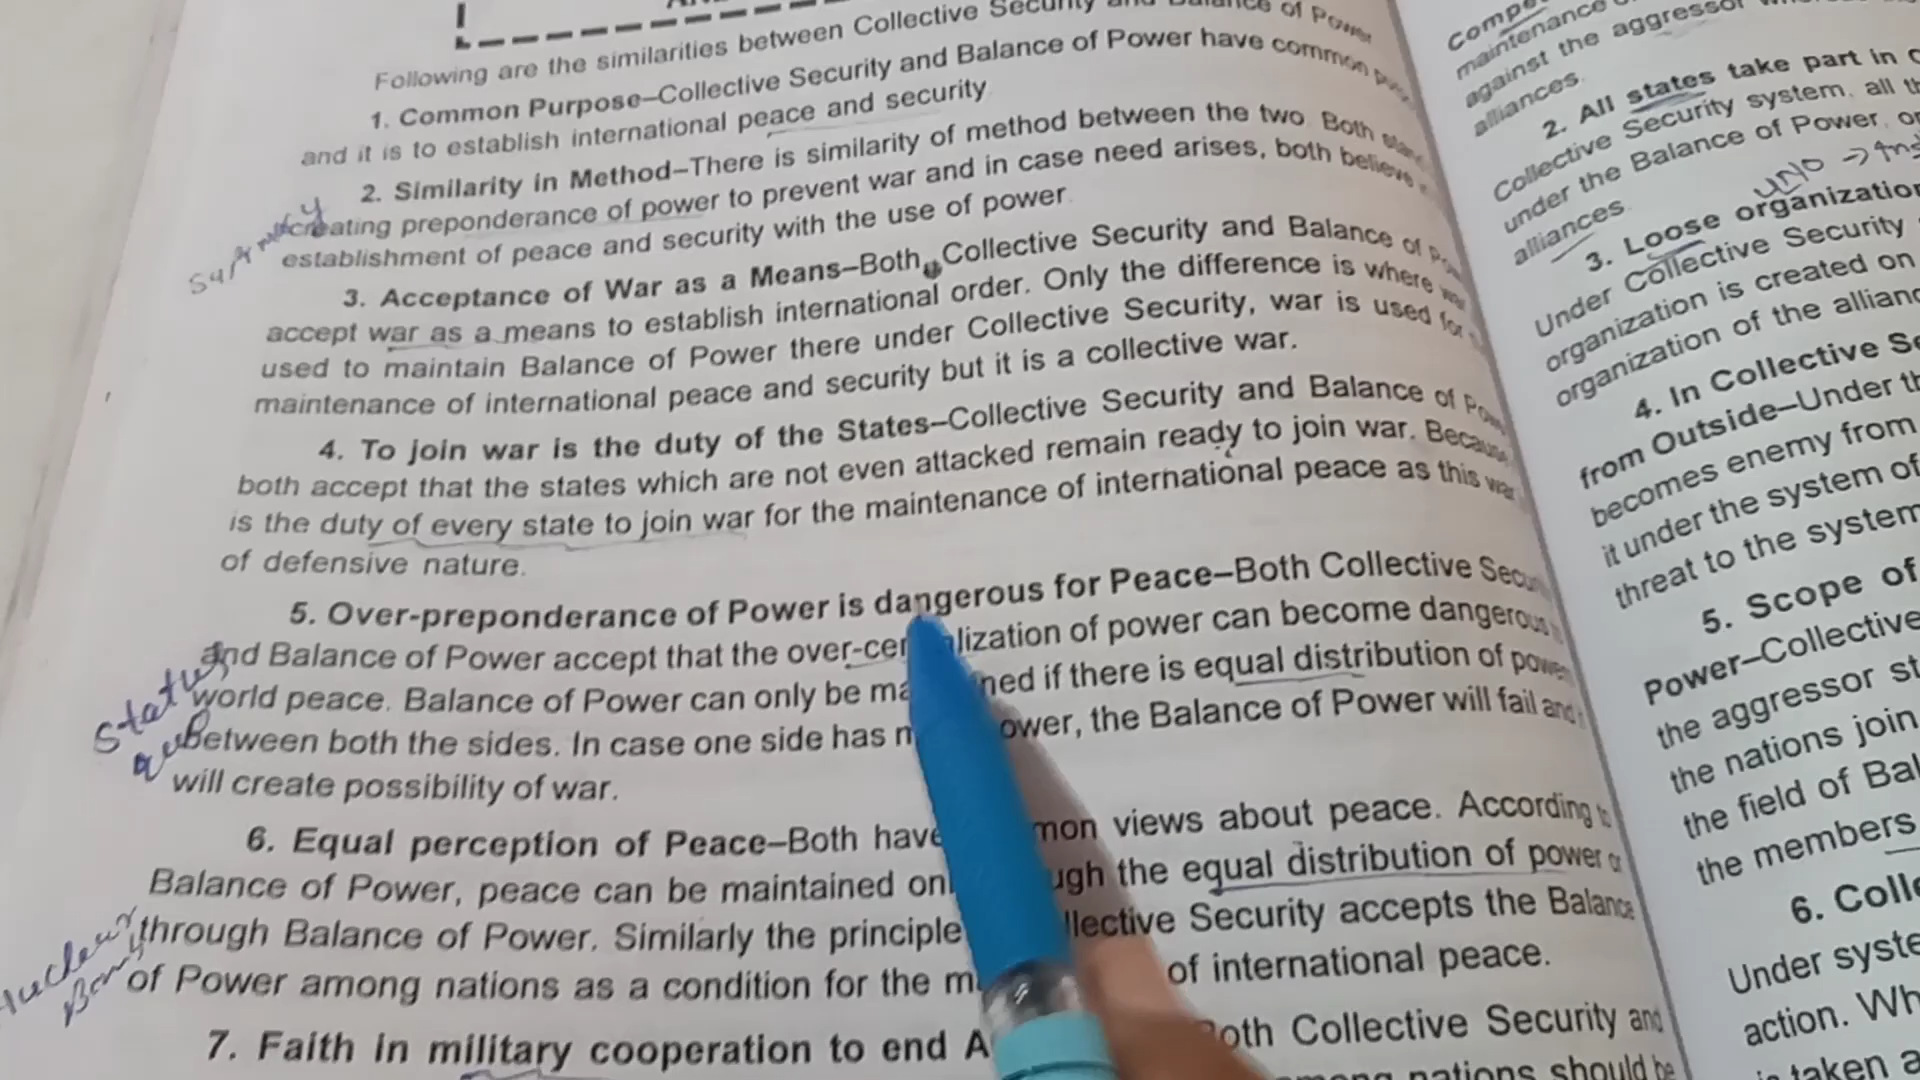 Following are the similarities between Collective Security and Balance of Power
1. Common Purpose–Collective Security and Balance of Power have common
and it is to establish international peace and security
2. Similarity in Method–There is similarity of method between the two. Both
creating preponderance of power to prevent war and in case need arises, both believe
establishment of peace and security with the use of power.
3. Acceptance of War as a Means–Both Collective Security and Balance of
accept war as a means to establish international order. Only the difference is where war
used to maintain Balance of Power there under Collective Security, war is used for
maintenance of international peace and security but it is a collective war.
4. To join war is the duty of the States–Collective Security and Balance of
both accept that the states which are not even attacked remain ready to join war. Because
is the duty of every state to join war for the maintenance of international peace as this war
of defensive nature.
5. Over-preponderance of Power is dangerous for Peace–Both Collective
and Balance of Power accept that the over- of power can become dangerous
world peace. Balance of Power can only be if there is equal distribution of power
Between both the sides. In case one side has the Balance of Power will fail and
will create possibility of war.
6. Equal perception of Peace–Both have views about peace. According to
Balance of Power, peace can be maintained the equal distribution of power or
through Balance of Power. Similarly the principle Security accepts the Balance
of Power among nations as a condition for the of international peace.
7. Faith in military cooperation to end Both Collective Security and
among nations should be
Status
quo
Nuclear
maintenance
against the aggressor
alliances.
2. All states take part in
Collective Security system, all
under the Balance of Power,
alliances.
UNO →
3. Loose organization
Under Collective Security
organization is created on
organization of the
4. In Collective
from Outside–Under
becomes enemy from
it under the system of
threat to the system
5. Scope of
Power–Collective
the aggressor
the nations join
the field of
the members
6.
Under
action.
is taken